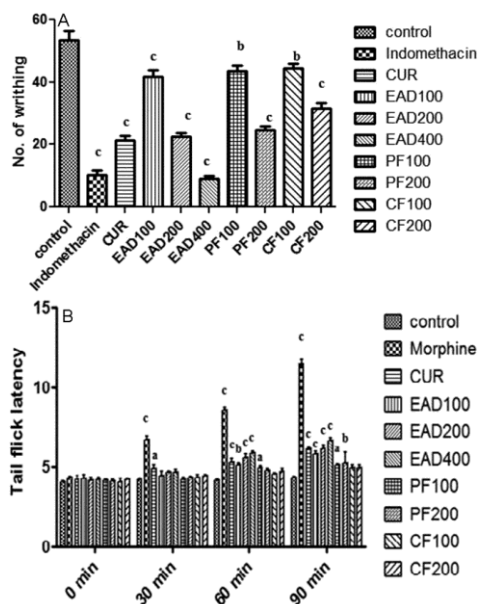 A
No. of writhing
60
40
20
0
c
c
c
c
c
b
c
b
c
control
Indomethacin
CUR
EAD100
EAD200
EAD400
PF100
PF200
CF100
CF200
control
Indomethacin
CUR
EAD100
EAD200
EAD400
PF100
PF200
CF100
CF200
B
Tail flick latency
15
10
5
0
c
a
c
c
b
c
c
a
c
c
c
c
c
a
b
0 min
30 min
60 min
90 min
control
Morphine
CUR
EAD100
EAD200
EAD400
PF100
PF200
CF100
CF200